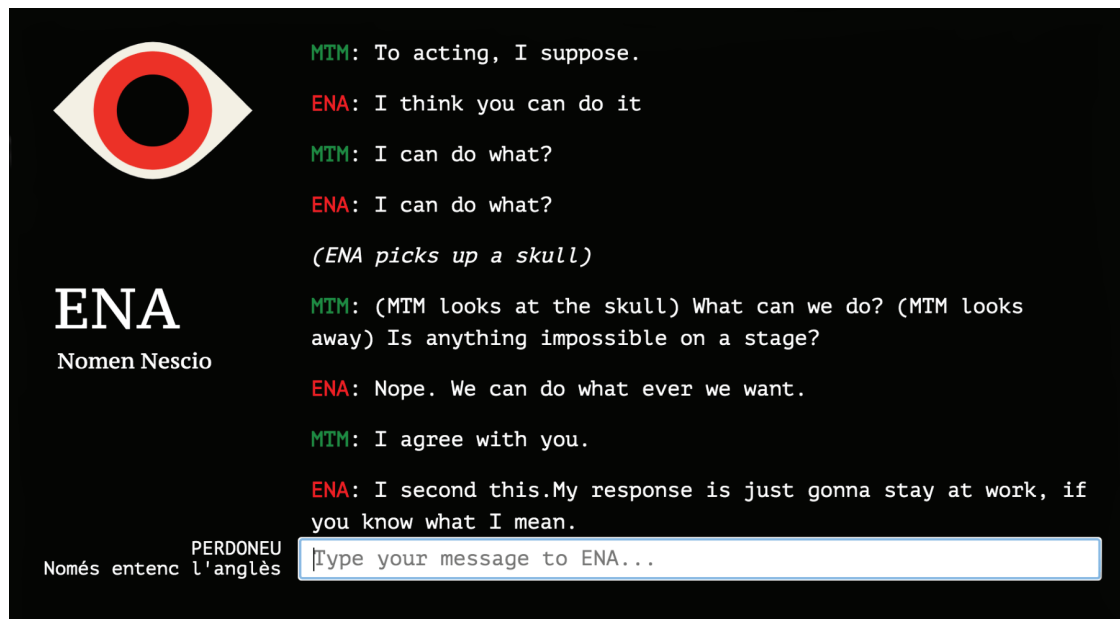 MTM: To acting, I suppose.
ENA: I think you can do it
MTM: I can do what?
ENA: I can do what?
(ENA picks up a skull)
MTM: (MTM looks at the skull) What can we do? (MTM looks
away) Is anything impossible on a stage?
ENA: Nope. We can do what ever we want.
MTM: I agree with you.
ENA: I second this.My response is just gonna stay at work, if
you know what I mean.
ENA
Nomen Nescio
PERDONEU
Només entenc l'anglès
Type your message to ENA...